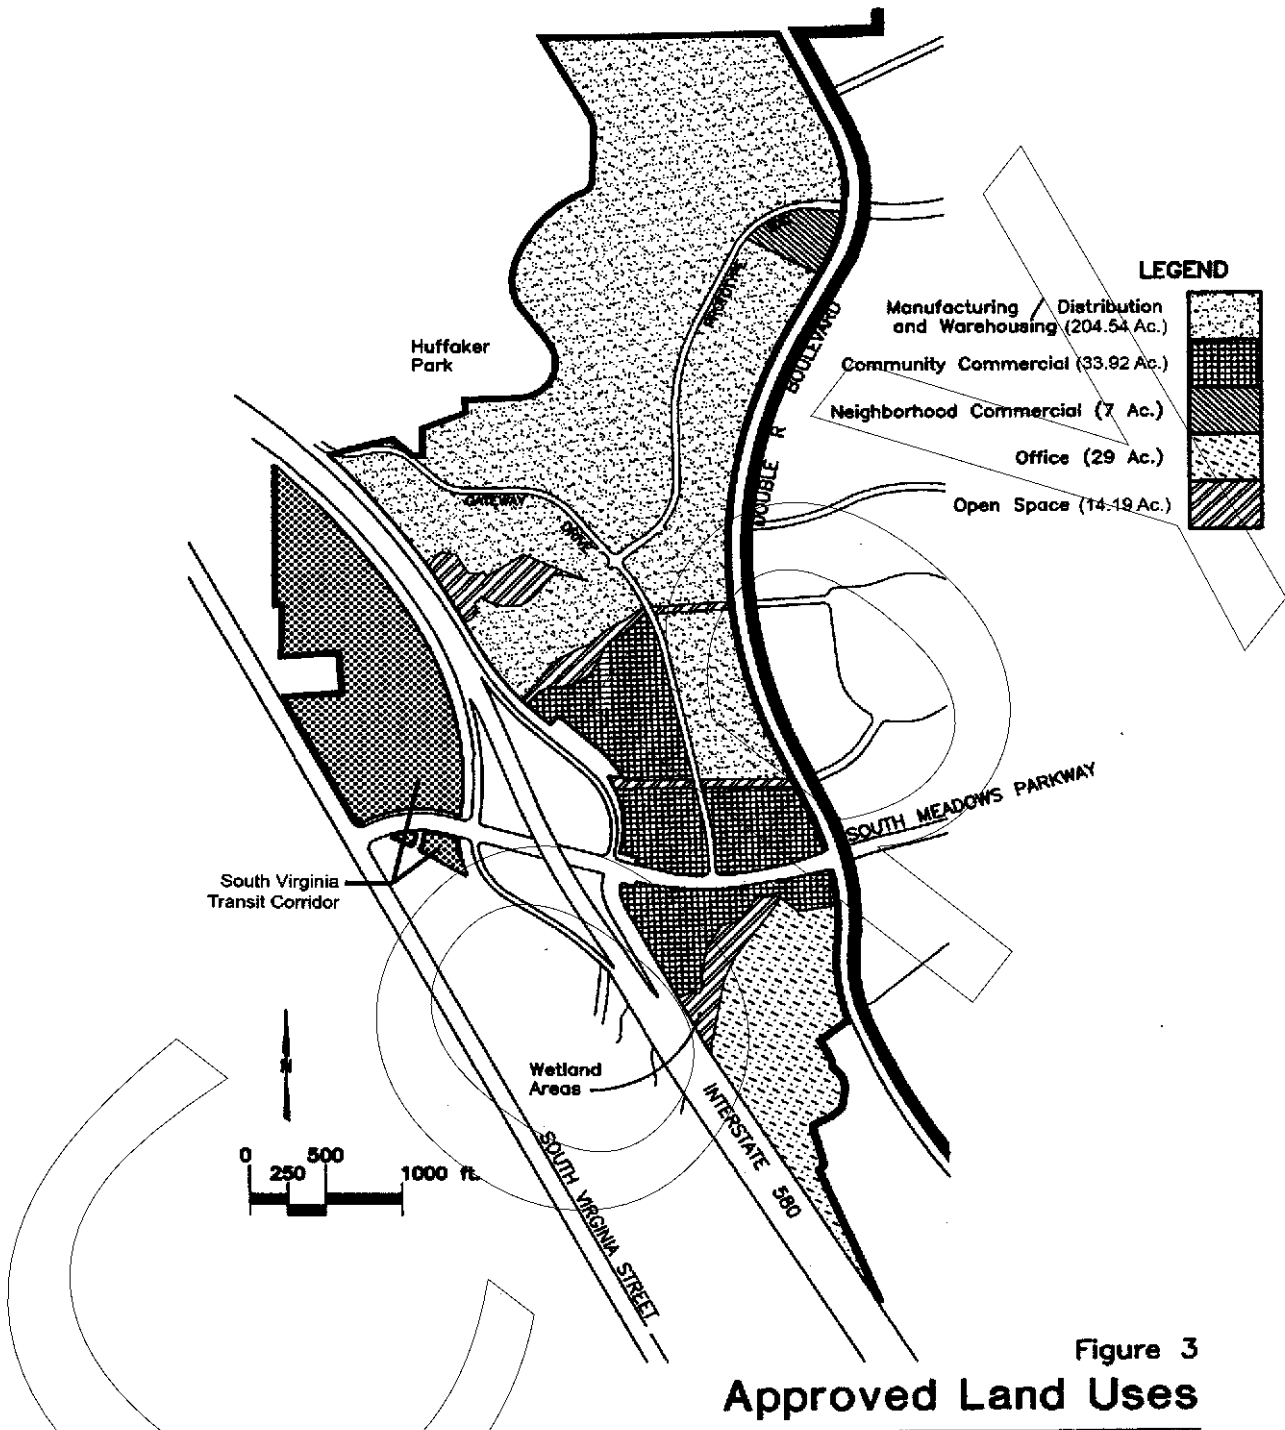 Huffaker
Park
PROTOTYPE
DOUBLE R BOULEVARD
GATEWAY
DRIVE
LEGEND
Manufacturing / Distribution
and Warehousing (204.54 Ac.)
Community Commercial (33.92 Ac.)
Neighborhood Commercial (7 Ac.)
Office (29 Ac.)
Open Space (14.19 Ac.)
SOUTH MEADOWS PARKWAY
South Virginia
Transit Corridor
Wetland
Areas
INTERSTATE 580
SOUTH VIRGINIA STREET
N
0 250 500 1000 ft.
Figure 3
Approved Land Uses